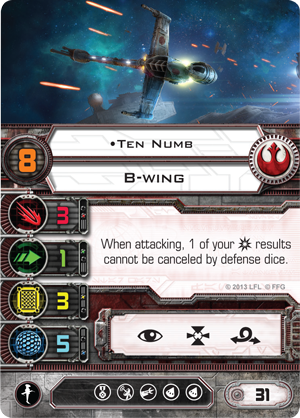 •Ten Numb
8
B-wing
3
1
When attacking, 1 of your results
cannot be canceled by defense dice.
© 2013 LFL © FFG
3
5
31